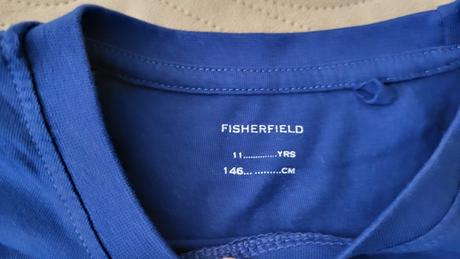 FISHERFIELD
11.............YRS
146... .........CM